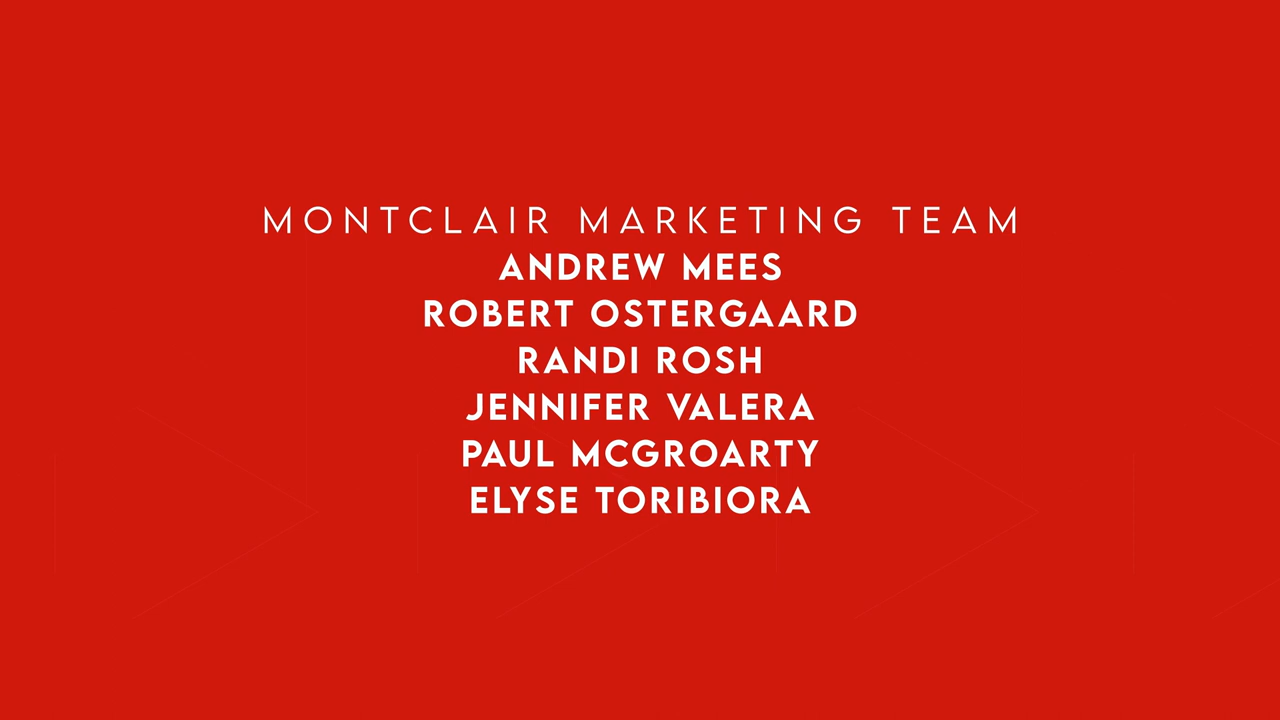 MONTCLAIR MARKETING TEAM
ANDREW MEES
ROBERT OSTERGAARD
RANDI ROSH
JENNIFER VALERA
PAUL MCGROARTY
ELYSE TORIBIORA